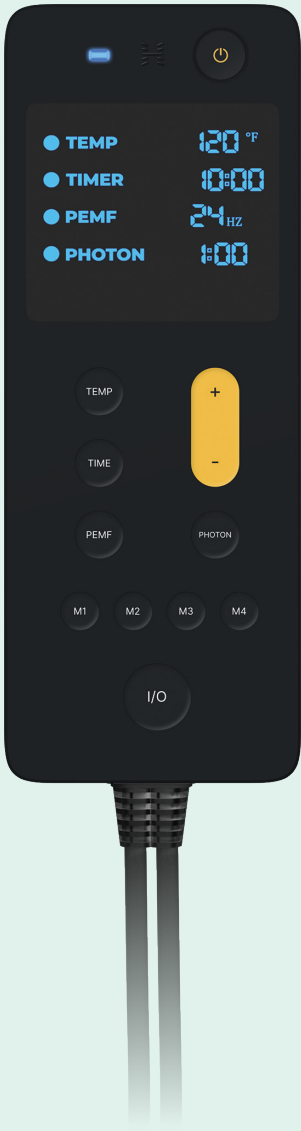 TEMP 120 °F
TIMER 10:00
PEMF 24 HZ
PHOTON 1:00
TEMP +
TIME -
PEMF PHOTON
M1 M2 M3 M4
I/O